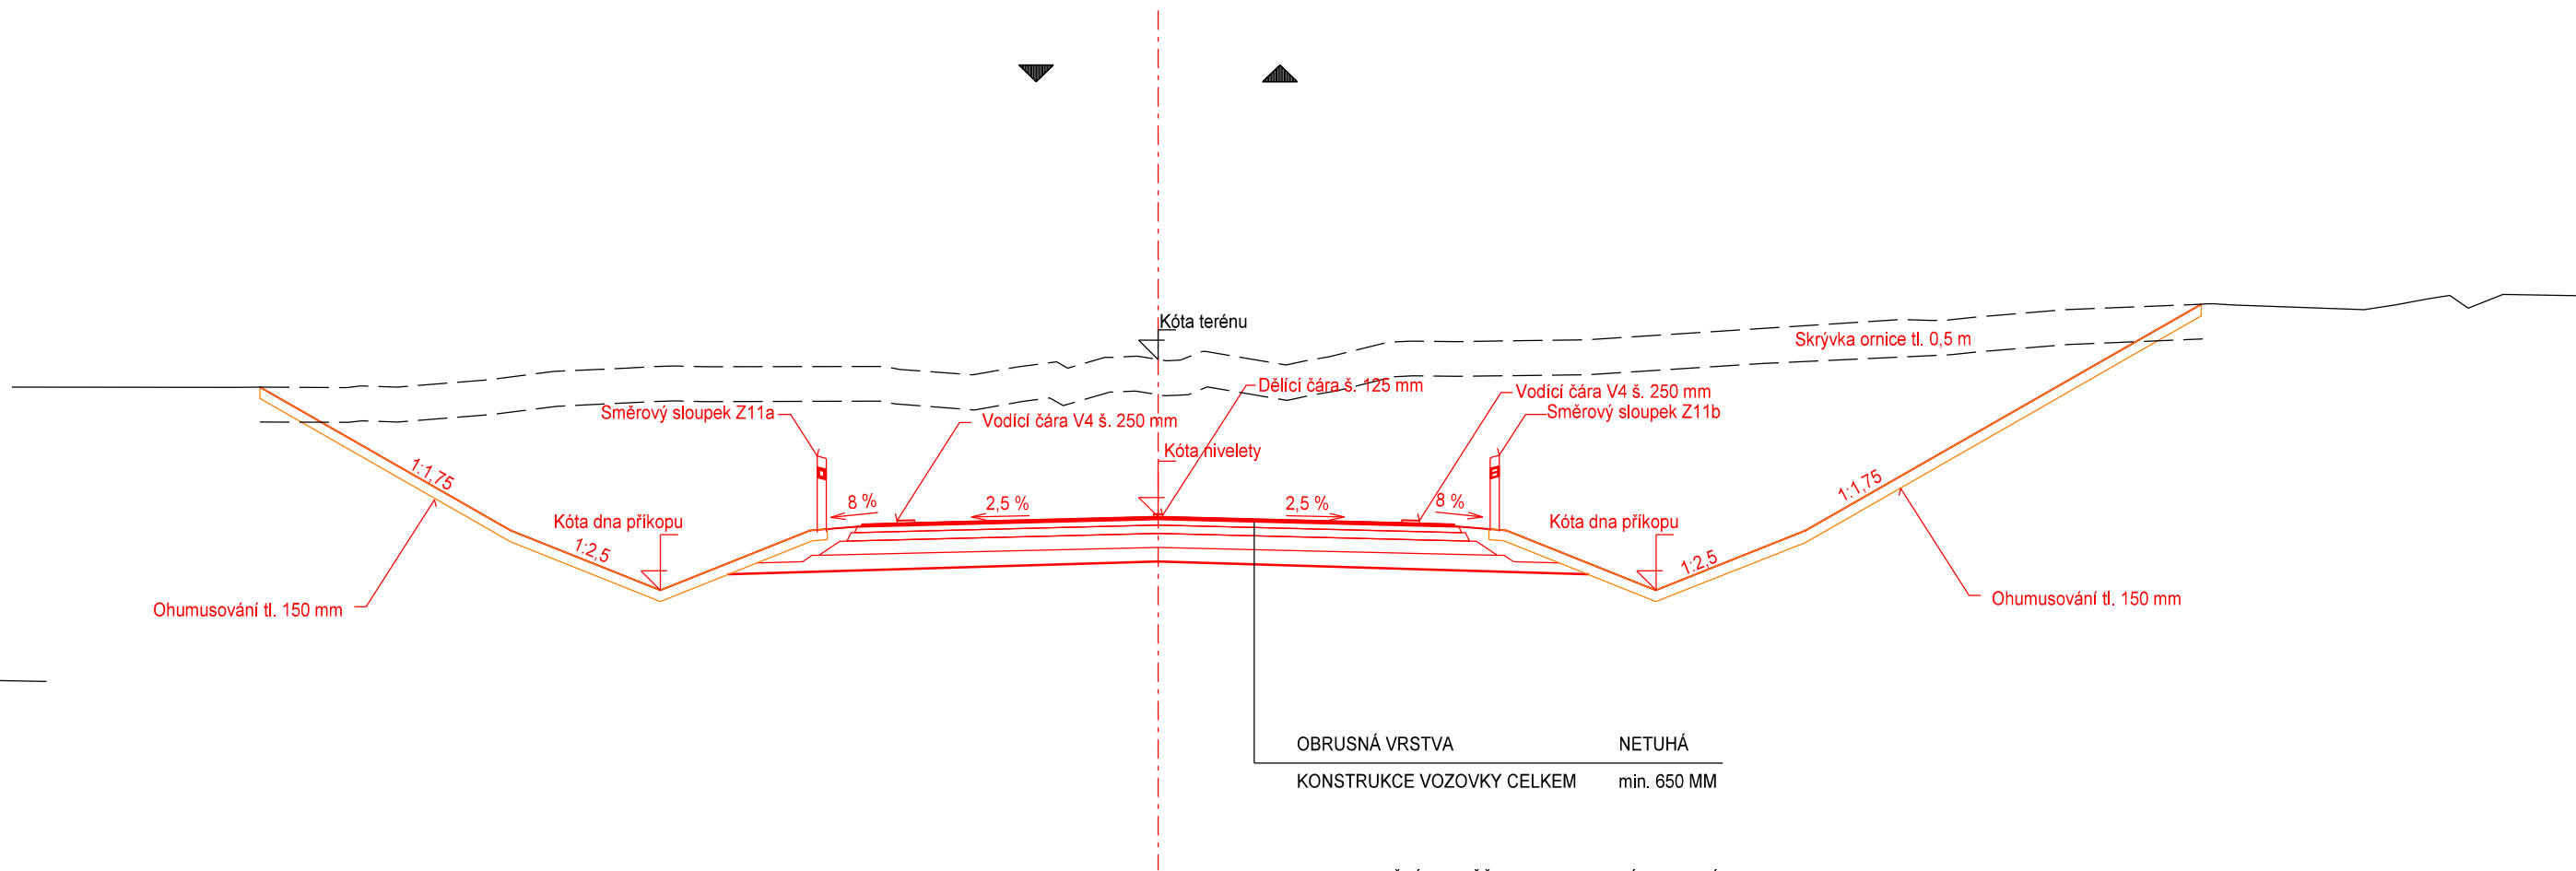 Kóta terénu
Skrývka ornice tl. 0,5 m
Dělící čára š. 125 mm
Vodící čára V4 š. 250 mm
Směrový sloupek Z11a
Směrový sloupek Z11b
Vodící čára V4 š. 250 mm
Kóta nivelety
1:1,75
1:1,75
8 %
2,5 %
2,5 %
8 %
Kóta dna příkopu
Kóta dna příkopu
1:2,5
1:2,5
Ohumusování tl. 150 mm
Ohumusování tl. 150 mm
OBRUSNÁ VRSTVA NETUHÁ
KONSTRUKCE VOZOVKY CELKEM min. 650 MM